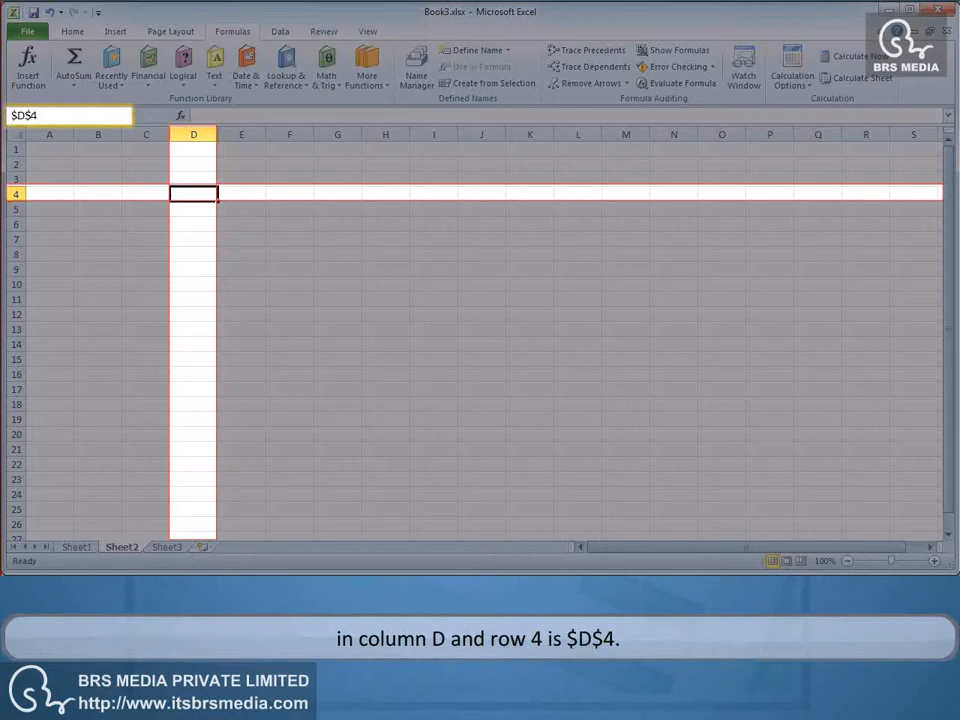 Book3.xlsx - Microsoft Excel
File Home Insert Page Layout Formulas Data Review View
fx Insert Function
Σ AutoSum
Recently Used
Financial
Logical
Text
Date & Time
Lookup & Reference
Math & Trig
More Functions
Function Library
Name Manager
Define Name
Use in Formula
Create from Selection
Defined Names
Trace Precedents
Trace Dependents
Remove Arrows
Show Formulas
Error Checking
Evaluate Formula
Formula Auditing
Watch Window
Calculation Options
Calculate Now
Calculate Sheet
Calculation
BRS MEDIA
$D$4 fx
A B C D E F G H I J K L M N O P Q R S
1
2
3
4
5
6
7
8
9
10
11
12
13
14
15
16
17
18
19
20
21
22
23
24
25
26
27
Sheet1 Sheet2 Sheet3
Ready 100%
in column D and row 4 is $D$4.
BRS MEDIA PRIVATE LIMITED
http://www.itsbrsmedia.com